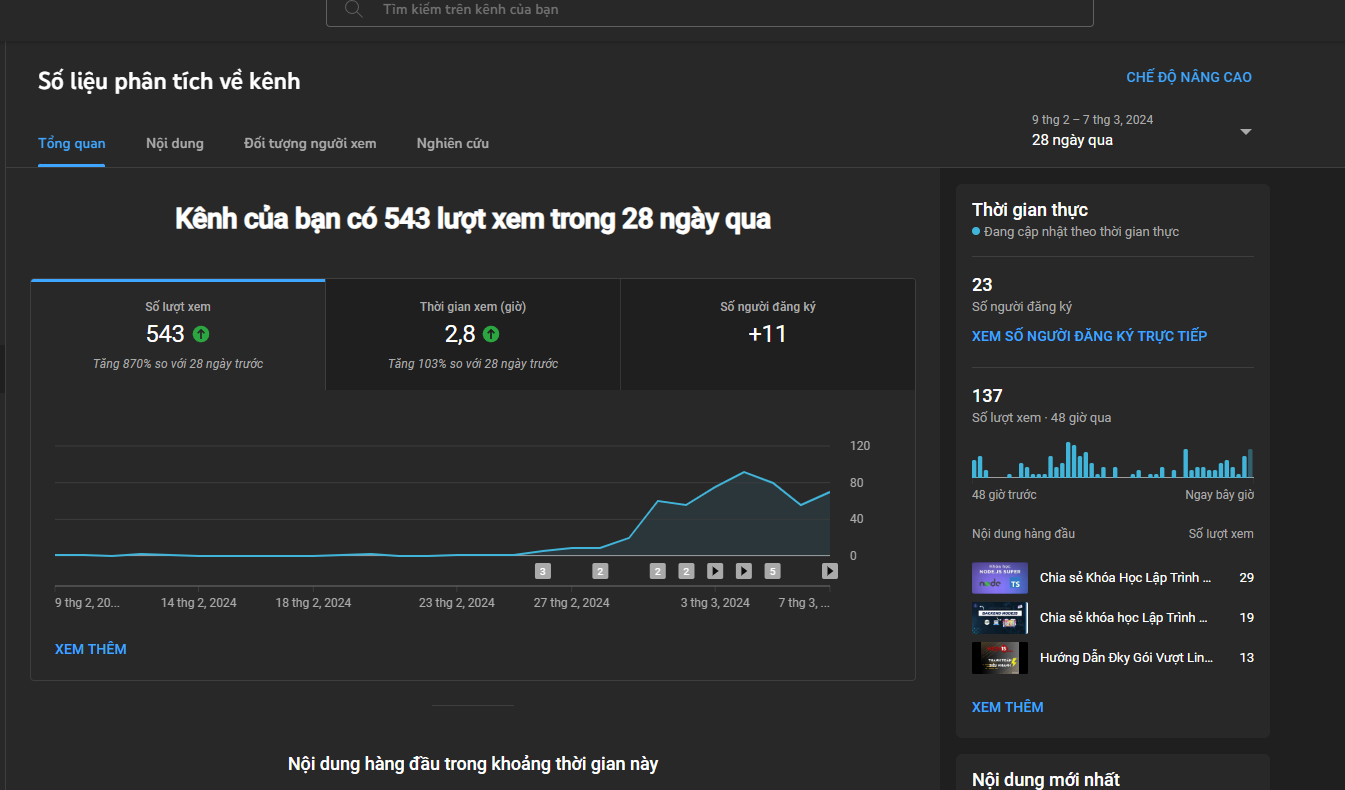 Tìm kiếm trên kênh của bạn
Số liệu phân tích về kênh
CHẾ ĐỘ NÂNG CAO
Tổng quan
Nội dung
Đối tượng người xem
Nghiên cứu
9 thg 2 – 7 thg 3, 2024
28 ngày qua
Kênh của bạn có 543 lượt xem trong 28 ngày qua
Số lượt xem
543
Tăng 870% so với 28 ngày trước
Thời gian xem (giờ)
2,8
Tăng 103% so với 28 ngày trước
Số người đăng ký
+11
120
80
40
0
3
2
2
2
5
9 thg 2, 20...
14 thg 2, 2024
18 thg 2, 2024
23 thg 2, 2024
27 thg 2, 2024
3 thg 3, 2024
7 thg 3, ...
XEM THÊM
Nội dung hàng đầu trong khoảng thời gian này
Thời gian thực
Đang cập nhật theo thời gian thực
23
Số người đăng ký
XEM SỐ NGƯỜI ĐĂNG KÝ TRỰC TIẾP
137
Số lượt xem · 48 giờ qua
48 giờ trước
Ngay bây giờ
Nội dung hàng đầu
Số lượt xem
NODE.JS SUPER
node
TS
Chia sẻ Khóa Học Lập Trình ...
29
BACKEND NODEJS
Chia sẻ khóa học Lập Trình ...
19
Hướng Dẫn Đky Gói Vượt Lin...
13
XEM THÊM
Nội dung mới nhất